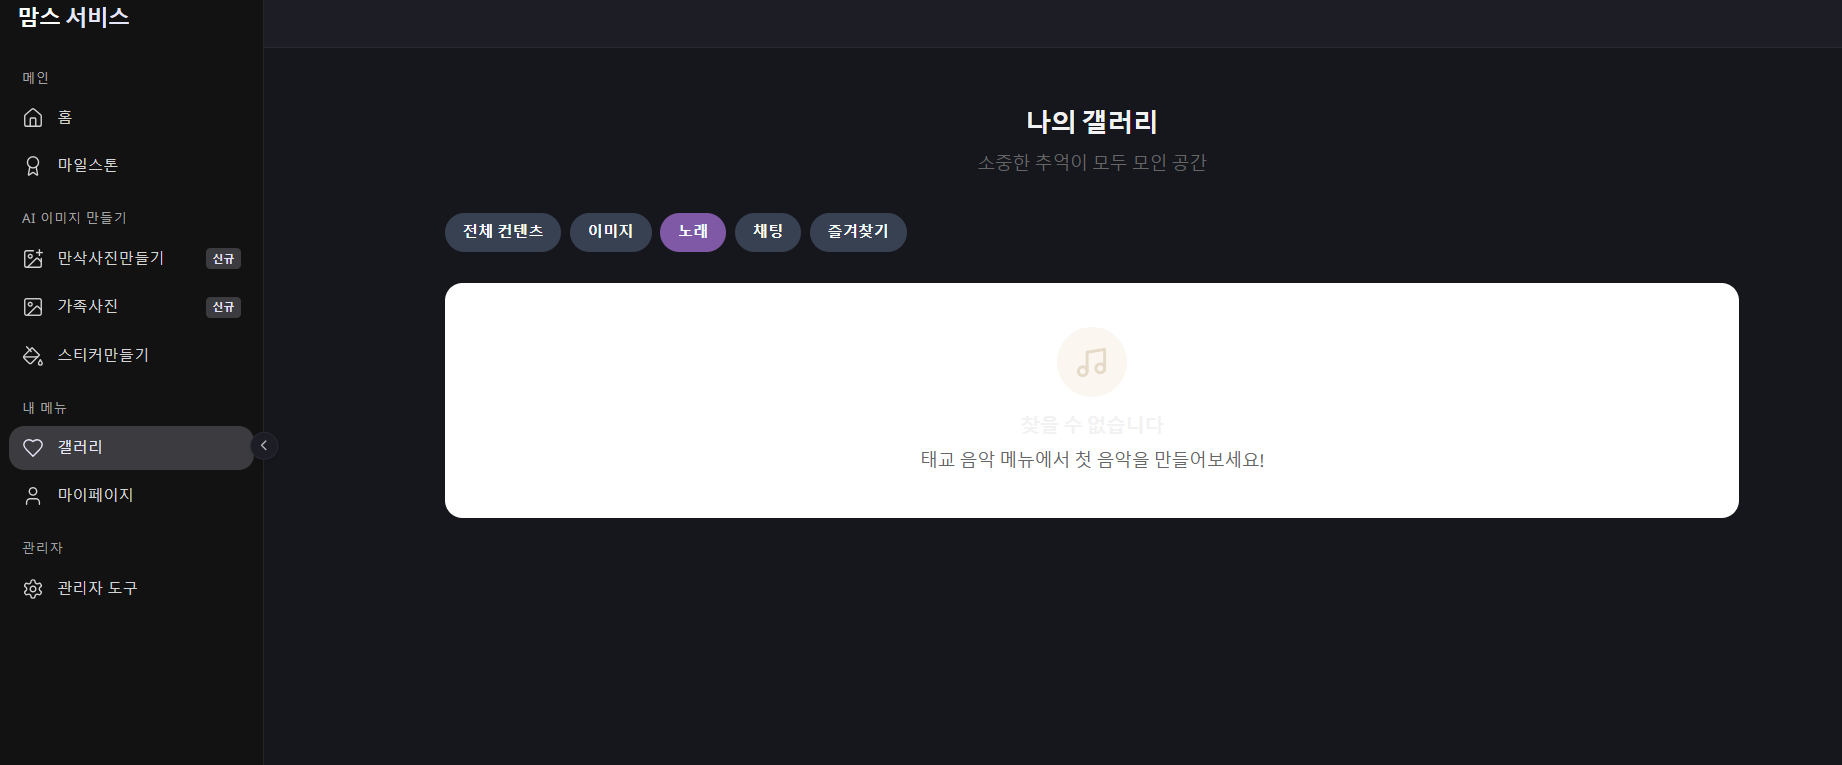 맘스 서비스
메인
홈
마일스톤
AI 이미지 만들기
만삭사진만들기 신규
가족사진 신규
스티커만들기
내 메뉴
갤러리
마이페이지
관리자
관리자 도구
나의 갤러리
소중한 추억이 모두 모인 공간
전체 컨텐츠 이미지 노래 채팅 즐겨찾기
찾을 수 없습니다
태교 음악 메뉴에서 첫 음악을 만들어보세요!